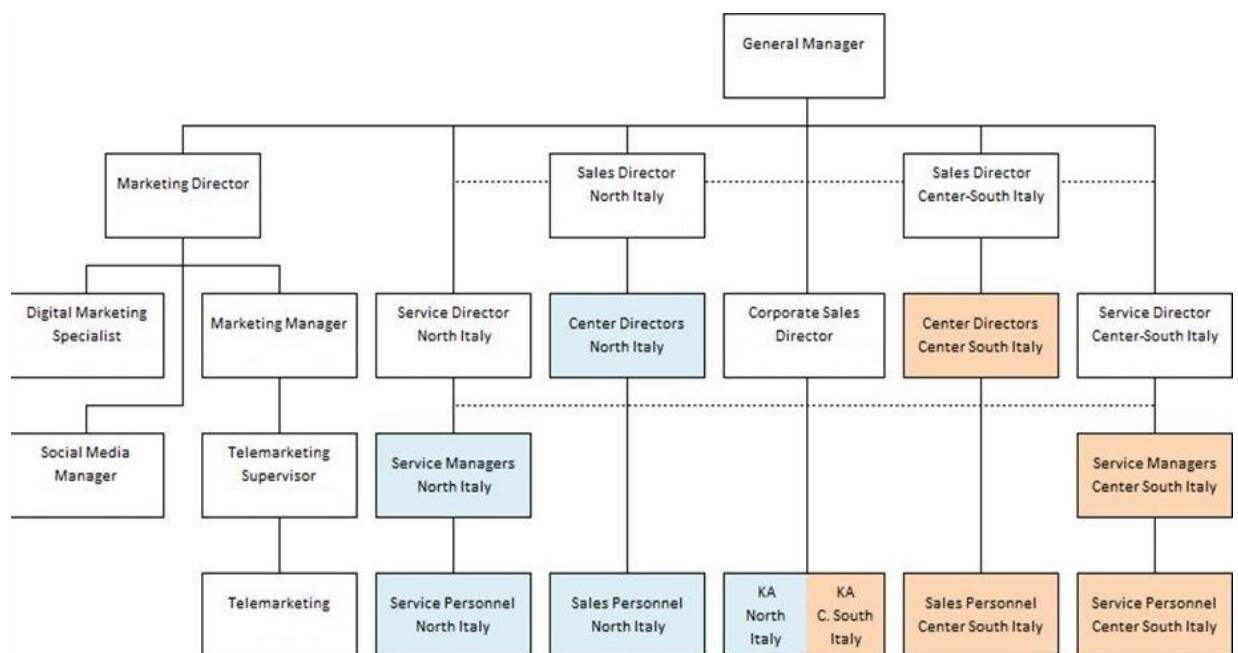 General Manager
Marketing Director
Sales Director
North Italy
Sales Director
Center-South Italy
Digital Marketing
Specialist
Marketing Manager
Service Director
North Italy
Center Directors
North Italy
Corporate Sales
Director
Center Directors
Center South Italy
Service Director
Center-South Italy
Social Media
Manager
Telemarketing
Supervisor
Service Managers
North Italy
Service Managers
Center South Italy
Telemarketing
Service Personnel
North Italy
Sales Personnel
North Italy
KA
North
Italy
KA
C. South
Italy
Sales Personnel
Center South Italy
Service Personnel
Center South Italy